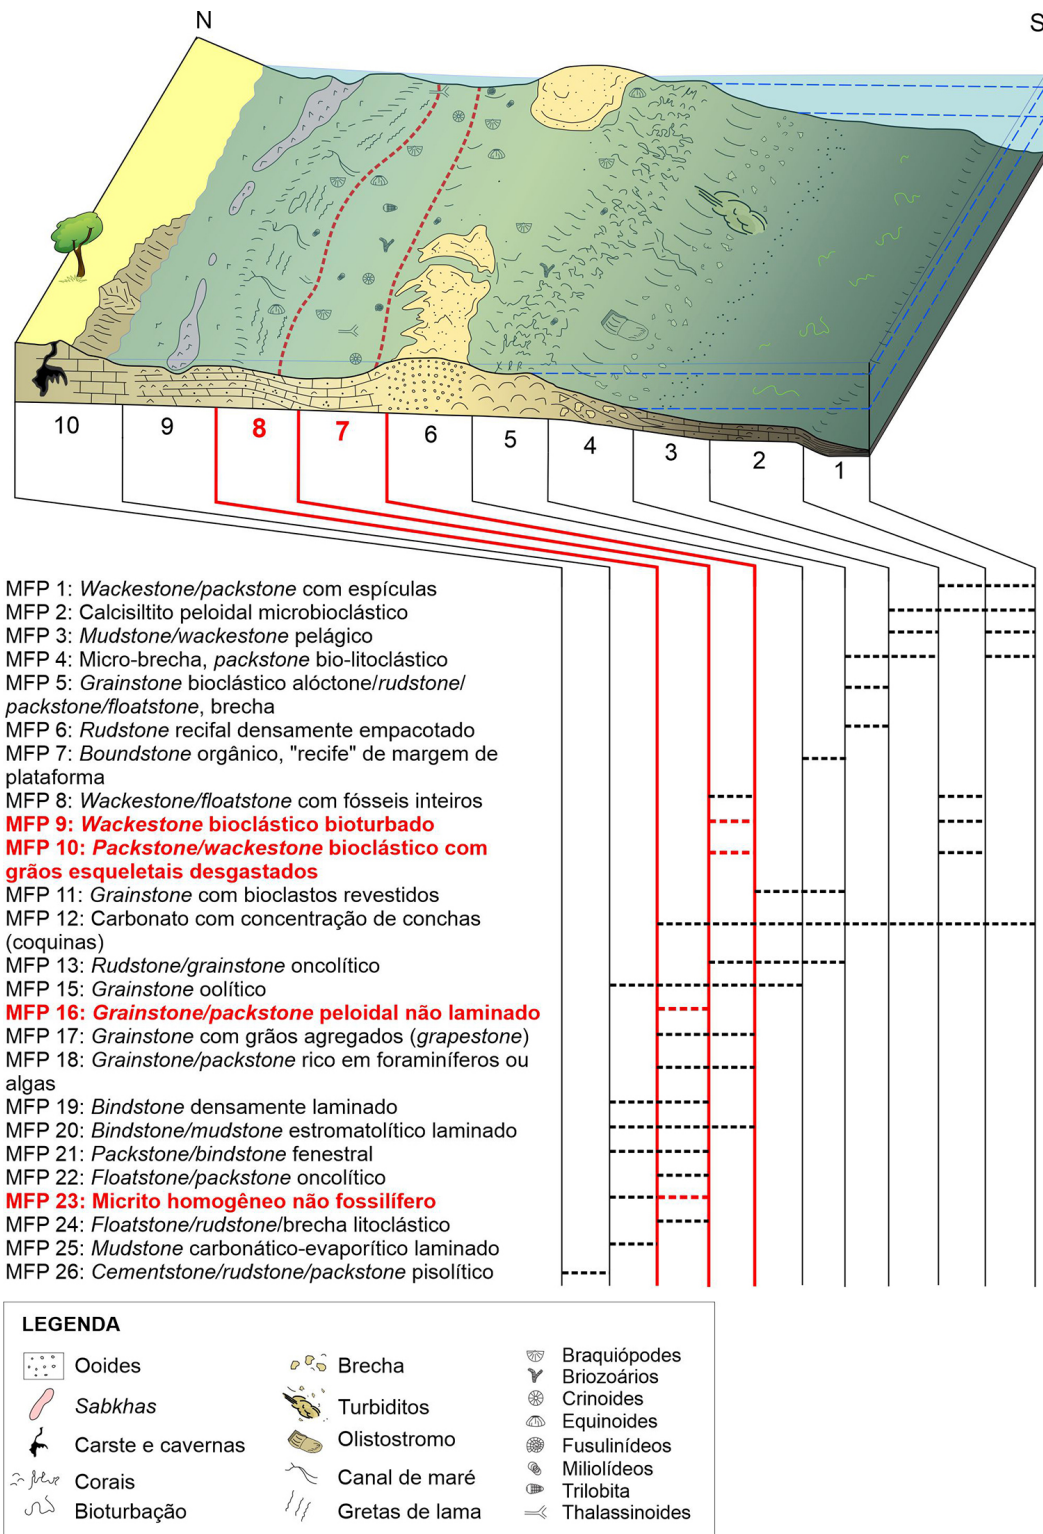 N
S
10
9
8
7
6
5
4
3
2
1
MFP 1: Wackestone/packstone com espículas
MFP 2: Calcisiltito peloidal microbioclástico
MFP 3: Mudstone/wackestone pelágico
MFP 4: Micro-brecha, packstone bio-litoclástico
MFP 5: Grainstone bioclástico alóctone/rudstone/
packstone/floatstone, brecha
MFP 6: Rudstone recifal densamente empacotado
MFP 7: Boundstone orgânico, "recife" de margem de
plataforma
MFP 8: Wackestone/floatstone com fósseis inteiros
MFP 9: Wackestone bioclástico bioturbado
MFP 10: Packstone/wackestone bioclástico com
grãos esqueletais desgastados
MFP 11: Grainstone com bioclastos revestidos
MFP 12: Carbonato com concentração de conchas
(coquinas)
MFP 13: Rudstone/grainstone oncolítico
MFP 15: Grainstone oolítico
MFP 16: Grainstone/packstone peloidal não laminado
MFP 17: Grainstone com grãos agregados (grapestone)
MFP 18: Grainstone/packstone rico em foraminíferos ou
algas
MFP 19: Bindstone densamente laminado
MFP 20: Bindstone/mudstone estromatolítico laminado
MFP 21: Packstone/bindstone fenestral
MFP 22: Floatstone/packstone oncolítico
MFP 23: Micrito homogêneo não fossilífero
MFP 24: Floatstone/rudstone/brecha litoclástico
MFP 25: Mudstone carbonático-evaporítico laminado
MFP 26: Cementstone/rudstone/packstone pisolítico
LEGENDA
Ooides
Sabkhas
Carste e cavernas
Corais
Bioturbação
Brecha
Turbiditos
Olistostromo
Canal de maré
Gretas de lama
Braquiópodes
Briozoários
Crinoides
Equinoides
Fusulinídeos
Miliolídeos
Trilobita
Thalassinoides